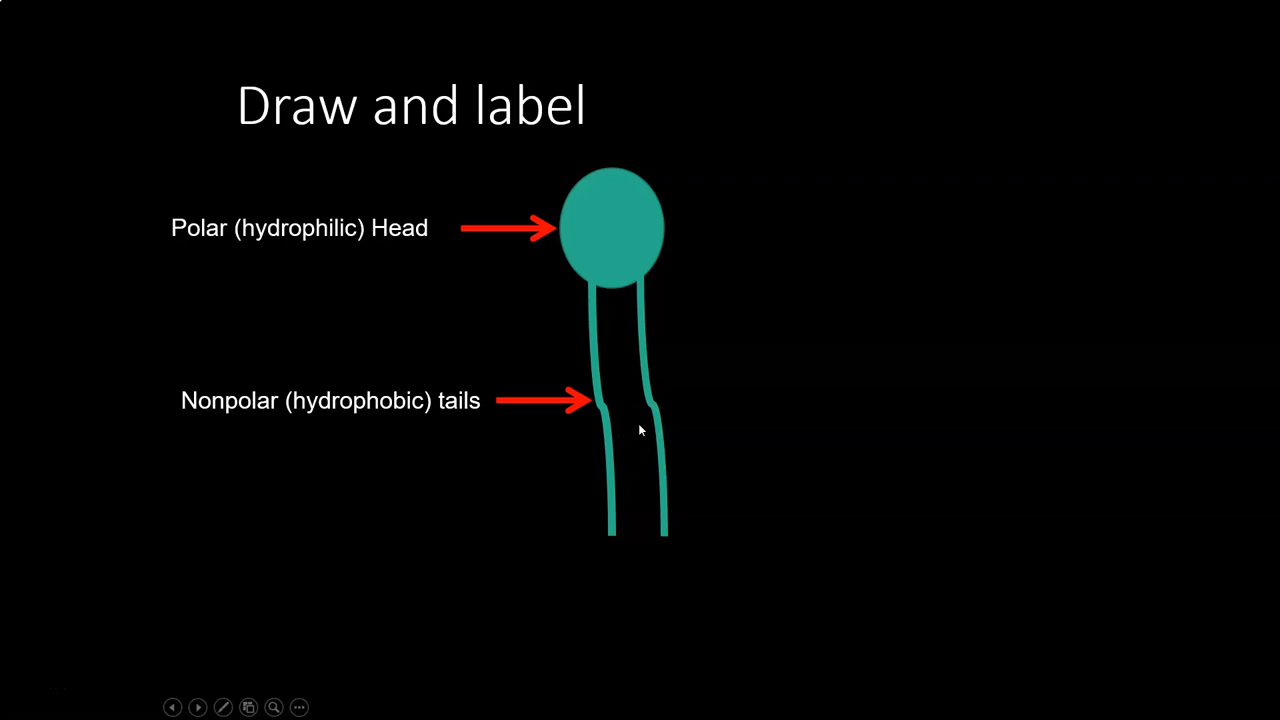 Draw and label
Polar (hydrophilic) Head
Nonpolar (hydrophobic) tails